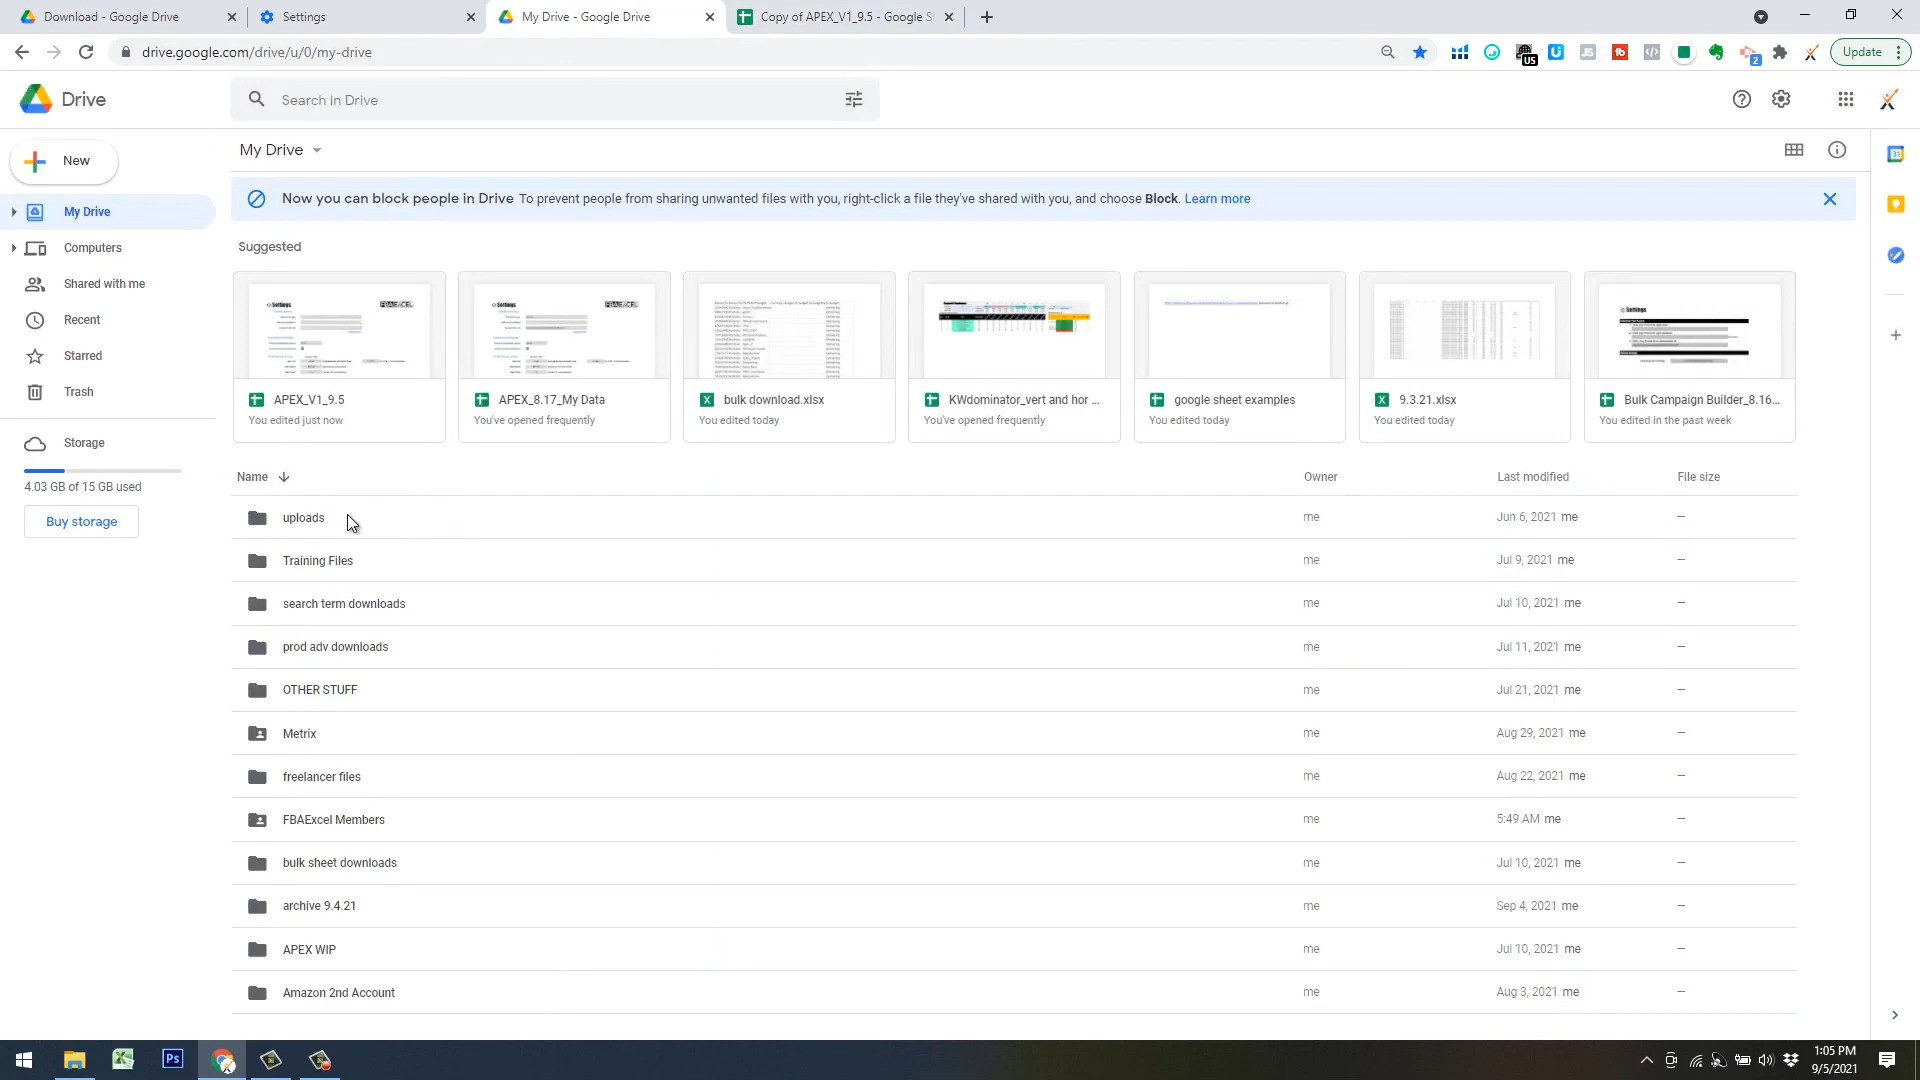 Download - Google Drive
Settings
My Drive - Google Drive
Copy of APEX_V1_9.5 - Google S
drive.google.com/drive/u/0/my-drive
US
2
Update
Drive
Search in Drive
New
My Drive
Computers
Shared with me
Recent
Starred
Trash
Storage
4.03 GB of 15 GB used
Buy storage
My Drive
Now you can block people in Drive To prevent people from sharing unwanted files with you, right-click a file they've shared with you, and choose Block. Learn more
Suggested
Settings
Settings
Settings
APEX_V1_9.5
You edited just now
APEX_8.17_My Data
You've opened frequently
bulk download.xlsx
You edited today
KWdominator_vert and hor ...
You've opened frequently
google sheet examples
You edited today
9.3.21.xlsx
You edited today
Bulk Campaign Builder_8.16...
You edited in the past week
Name Owner Last modified File size
uploads me Jun 6, 2021 me –
Training Files me Jul 9, 2021 me –
search term downloads me Jul 10, 2021 me –
prod adv downloads me Jul 11, 2021 me –
OTHER STUFF me Jul 21, 2021 me –
Metrix me Aug 29, 2021 me –
freelancer files me Aug 22, 2021 me –
FBAExcel Members me 5:49 AM me –
bulk sheet downloads me Jul 10, 2021 me –
archive 9.4.21 me Sep 4, 2021 me –
APEX WIP me Jul 10, 2021 me –
Amazon 2nd Account me Aug 3, 2021 me –
31
Ps
1:05 PM
9/5/2021